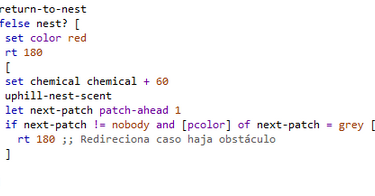 return-to-nest
false nest? [
set color red
rt 180
[
set chemical chemical + 60
uphill-nest-scent
let next-patch patch-ahead 1
if next-patch != nobody and [pcolor] of next-patch = grey [
rt 180 ;; Redireciona caso haja obstáculo
]